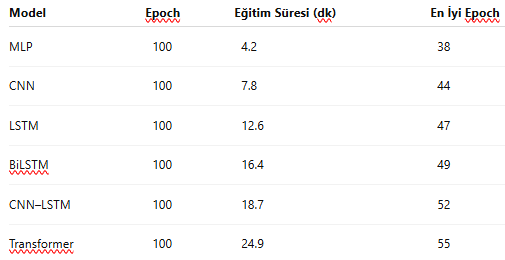 Model Epoch Eğitim Süresi (dk) En İyi Epoch
MLP 100 4.2 38
CNN 100 7.8 44
LSTM 100 12.6 47
BiLSTM 100 16.4 49
CNN–LSTM 100 18.7 52
Transformer 100 24.9 55